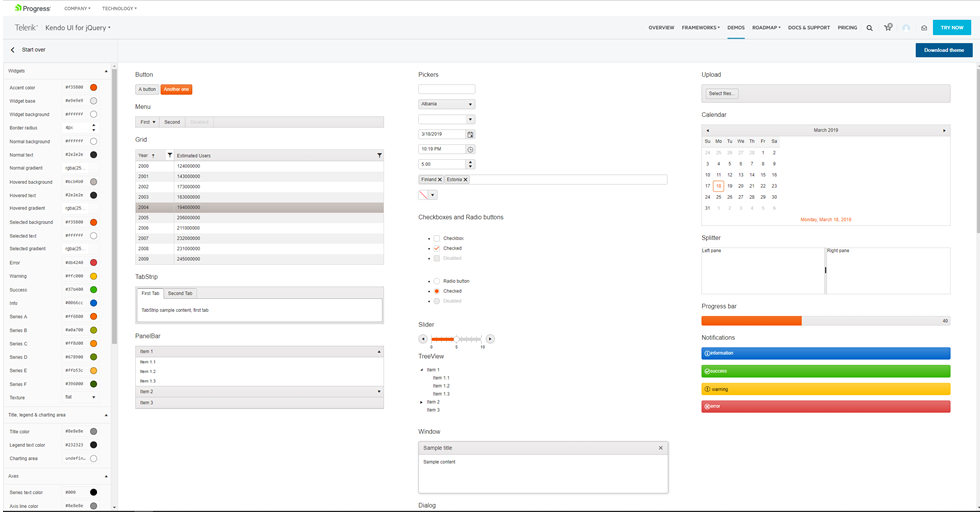 Progress
COMPANY
TECHNOLOGY
Telerik
Kendo UI for jQuery
OVERVIEW
FRAMEWORKS
DEMOS
ROADMAP
DOCS & SUPPORT
PRICING
TRY NOW
Start over
Download theme
Widgets
Accent color #f35800
Widget base #e9e9e9
Widget background #ffffff
Border radius 4px
Normal background #ffffff
Normal text #2e2e2e
Normal gradient rgba(25...
Hovered background #bcb4b0
Hovered text #2e2e2e
Hovered gradient rgba(25...
Selected background #f35800
Selected text #ffffff
Selected gradient rgba(25...
Error #db4240
Warning #ffc000
Success #37b400
Info #0066cc
Series A #ff6800
Series B #a0a700
Series C #ff8d00
Series D #678900
Series E #ffb53c
Series F #396000
Texture flat
Title, legend & charting area
Title color #8e8e8e
Legend text color #232323
Charting area undefin...
Axes
Series text color #000
Axis line color #8e8e8e
Button
A button
Another one
Menu
First
Second
Disabled
Grid
Year
Estimated Users
2000 124000000
2001 143000000
2002 173000000
2003 183000000
2004 194000000
2005 206000000
2006 211000000
2007 232000000
2008 231000000
2009 245000000
TabStrip
First Tab
Second Tab
TabStrip sample content, first tab
PanelBar
Item 1
Item 1.1
Item 1.2
Item 1.3
Item 2
Item 3
Pickers
Albania
3/18/2019
10:19 PM
5.00
Finland
Estonia
Checkboxes and Radio buttons
Checkbox
Checked
Disabled
Radio button
Checked
Disabled
Slider
0 5 10
TreeView
Item 1
Item 1.1
Item 1.2
Item 1.3
Item 2
Item 3
Window
Sample title
Sample content
Dialog
Upload
Select files...
Calendar
March 2019
Su Mo Tu We Th Fr Sa
24 25 26 27 28 1 2
3 4 5 6 7 8 9
10 11 12 13 14 15 16
17 18 19 20 21 22 23
24 25 26 27 28 29 30
31 1 2 3 4 5 6
Monday, March 18, 2019
Splitter
Left pane
Right pane
Progress bar
40
Notifications
information
success
warning
error